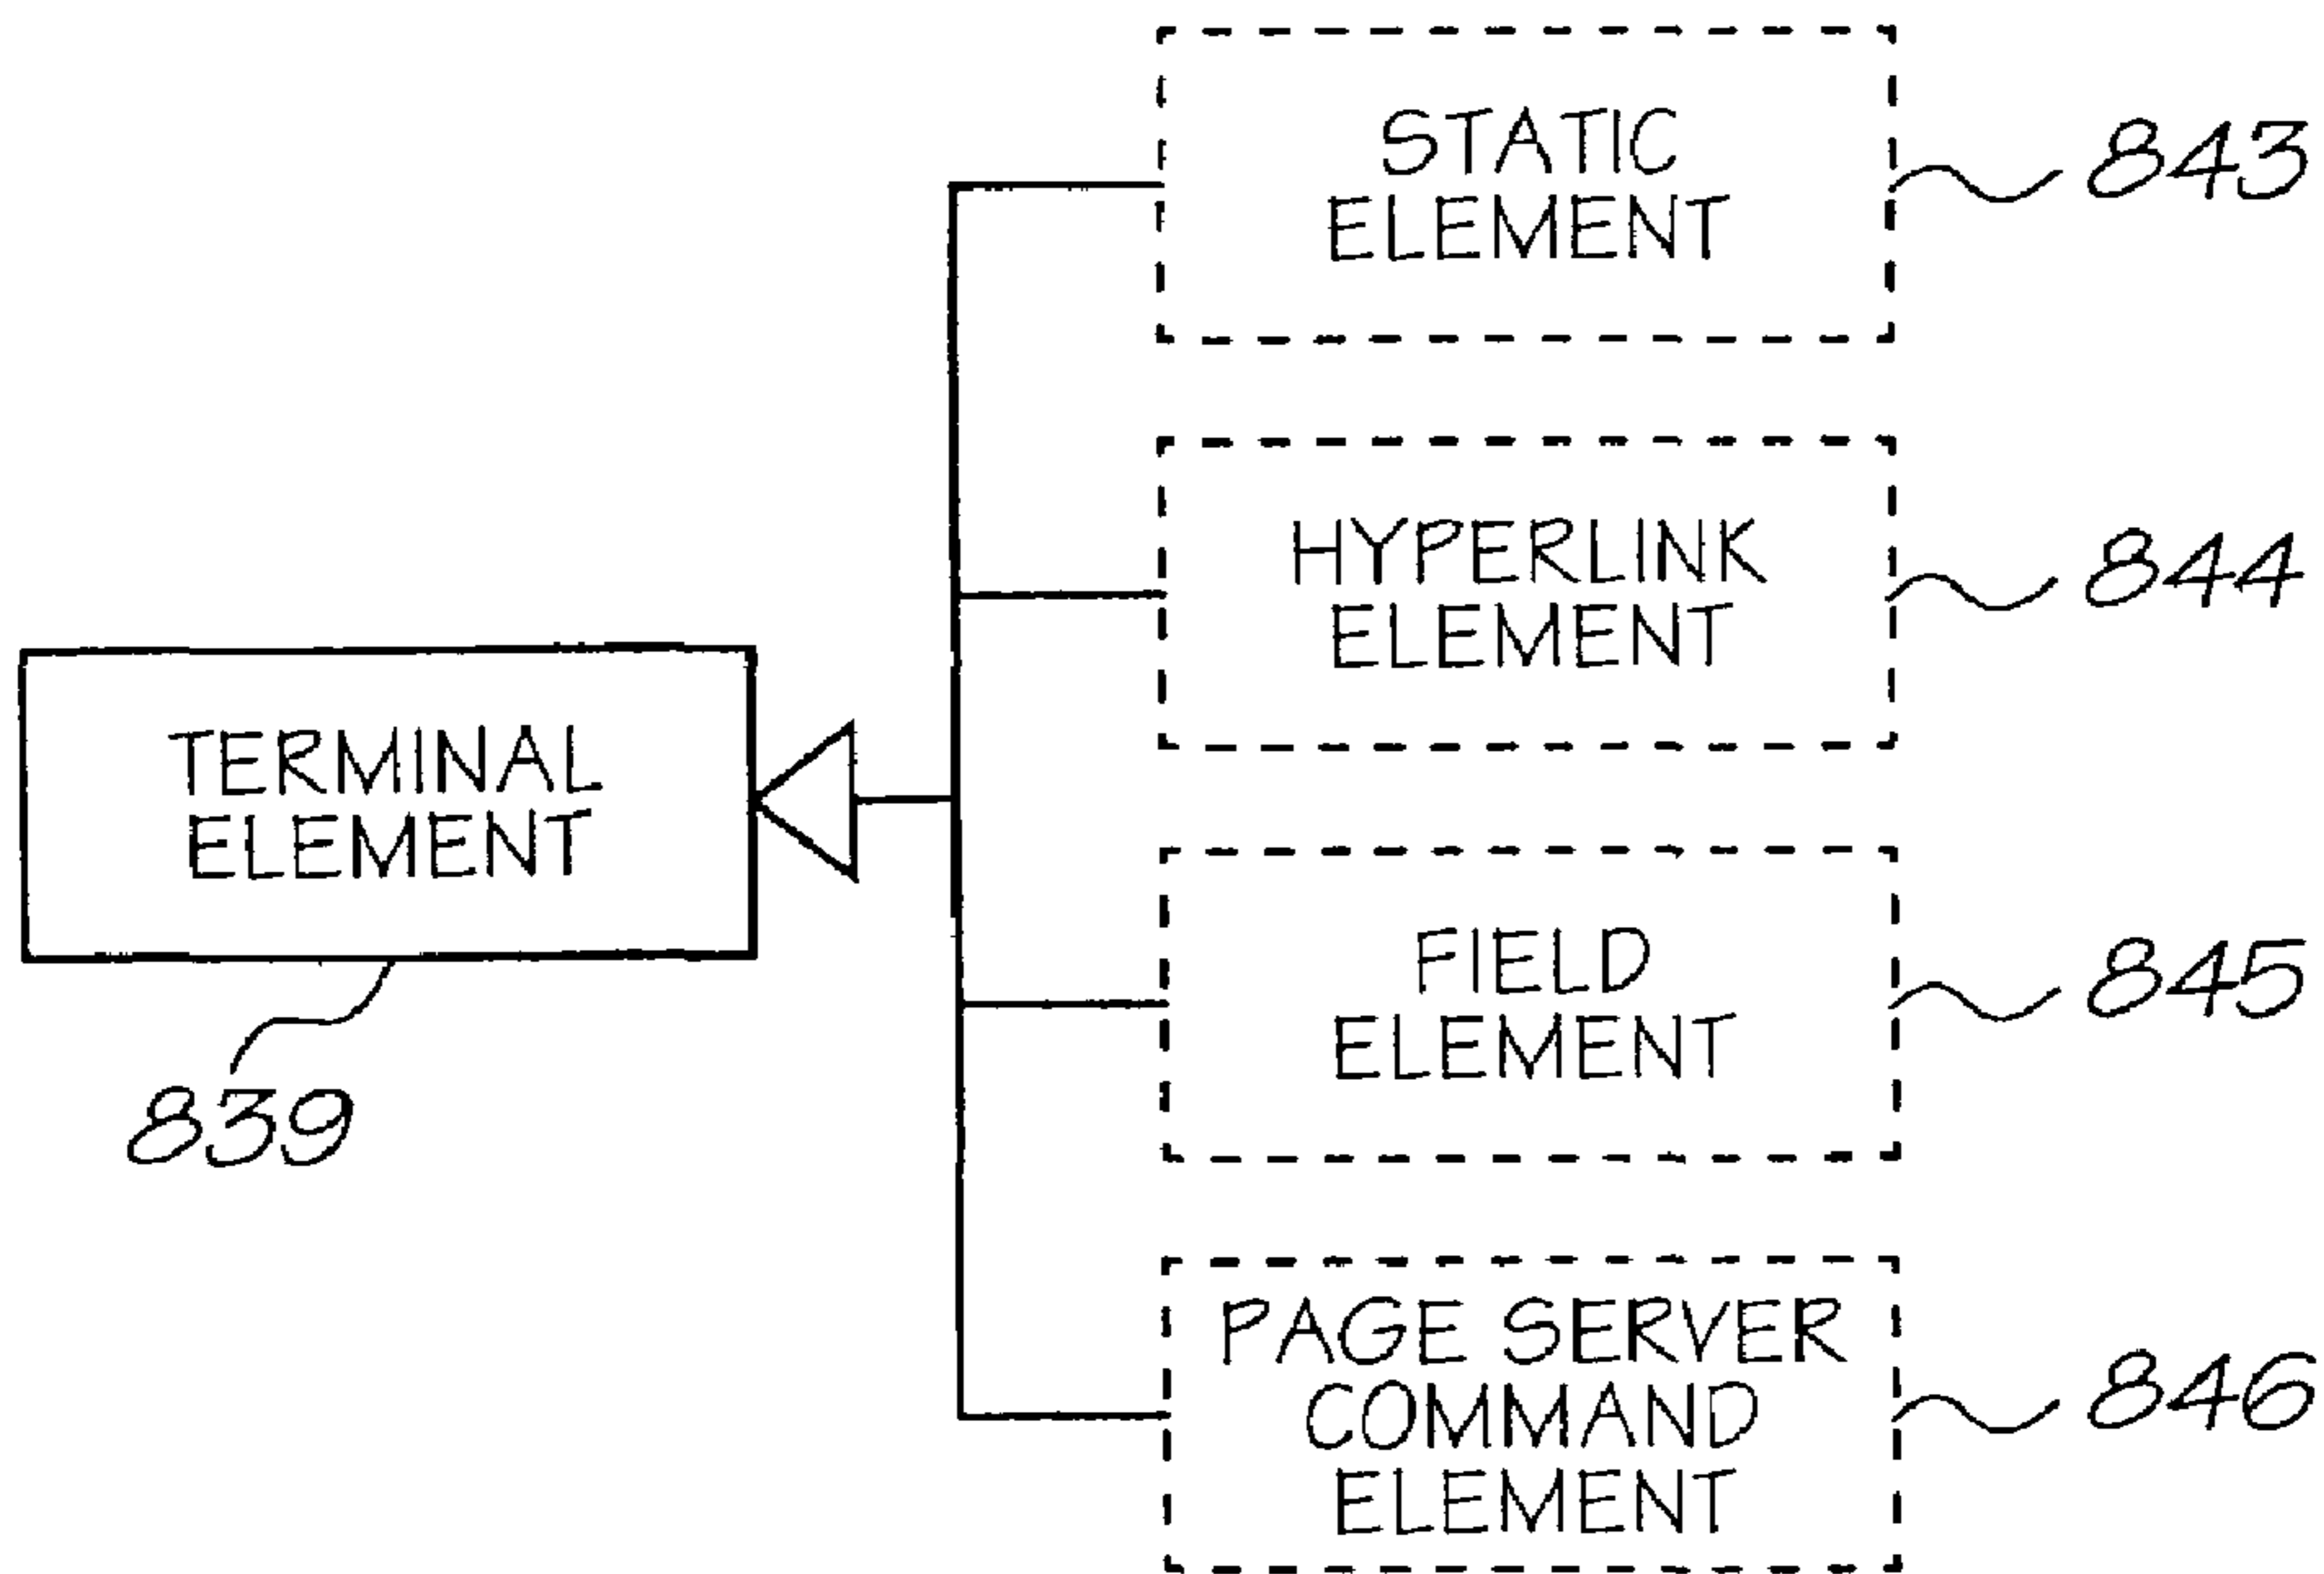 STATIC
ELEMENT
843
HYPERLINK
ELEMENT
844
TERMINAL
ELEMENT
839
FIELD
ELEMENT
845
PAGE SERVER
COMMAND
ELEMENT
846